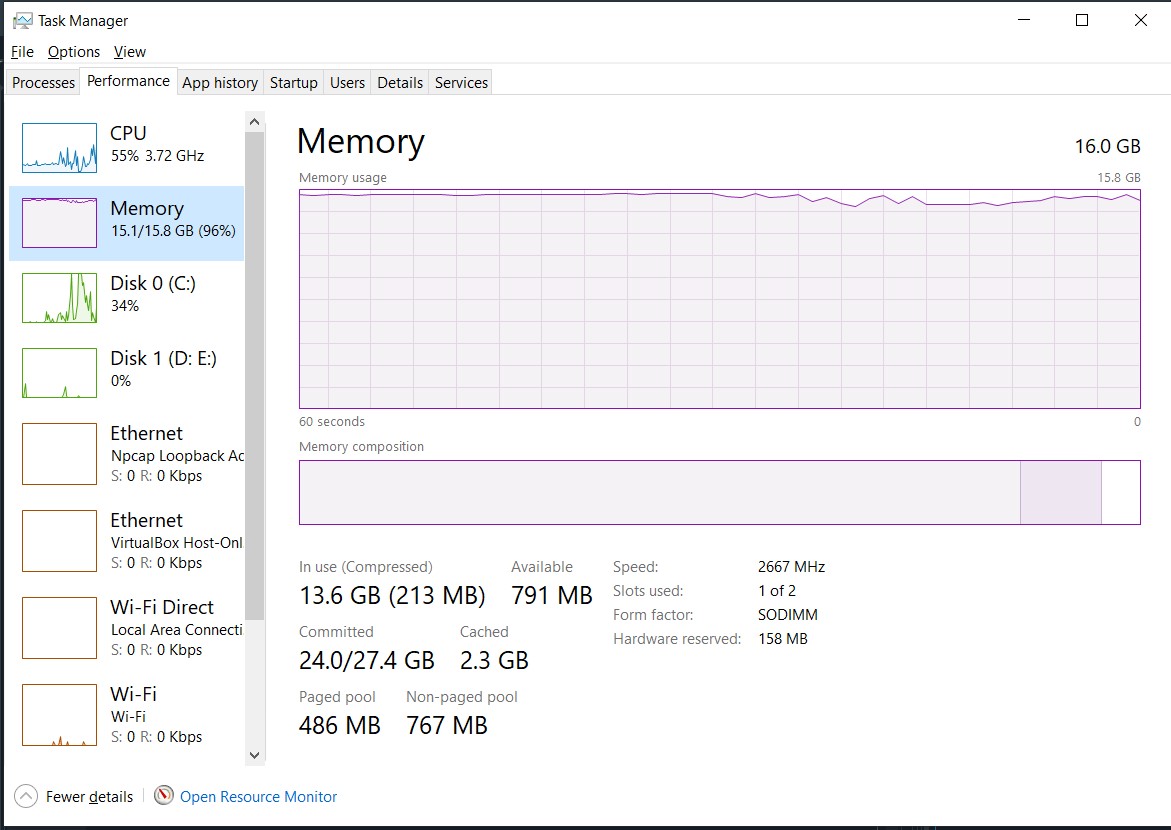 Task Manager
File Options View
Processes Performance App history Startup Users Details Services
CPU
55% 3.72 GHz
Memory
15.1/15.8 GB (96%)
Disk 0 (C:)
34%
Disk 1 (D: E:)
0%
Ethernet
Npcap Loopback Ac
S: 0 R: 0 Kbps
Ethernet
VirtualBox Host-Onl
S: 0 R: 0 Kbps
Wi-Fi Direct
Local Area Connecti
S: 0 R: 0 Kbps
Wi-Fi
Wi-Fi
S: 0 R: 0 Kbps
Memory 16.0 GB
Memory usage 15.8 GB
60 seconds 0
Memory composition
In use (Compressed) Available
13.6 GB (213 MB) 791 MB
Committed Cached
24.0/27.4 GB 2.3 GB
Paged pool Non-paged pool
486 MB 767 MB
Speed: 2667 MHz
Slots used: 1 of 2
Form factor: SODIMM
Hardware reserved: 158 MB
Fewer details Open Resource Monitor